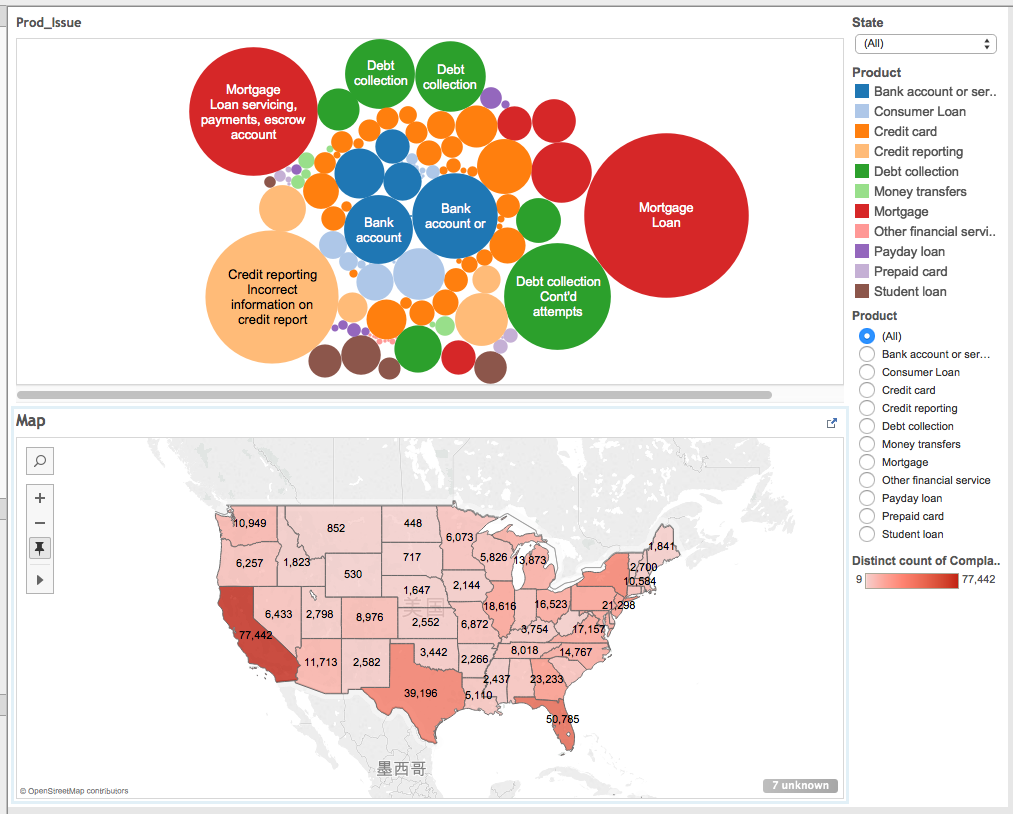 Prod_Issue
Mortgage
Loan servicing,
payments, escrow
account
Debt
collection
Debt
collection
Bank
account
Bank
account or
Mortgage
Loan
Credit reporting
Incorrect
information on
credit report
Debt collection
Cont'd
attempts
State
(All)
Product
Bank account or ser..
Consumer Loan
Credit card
Credit reporting
Debt collection
Money transfers
Mortgage
Other financial servi..
Payday loan
Prepaid card
Student loan
Product
(All)
Bank account or ser...
Consumer Loan
Credit card
Credit reporting
Debt collection
Money transfers
Mortgage
Other financial service
Payday loan
Prepaid card
Student loan
Distinct count of Compla..
9 77,442
Map
10,949
852
448
6,073
5,826
13,873
1,841
6,257
1,823
717
2,700
530
10,584
1,647
2,144
18,616
16,523
21,298
6,433
2,798
8,976
2,552
6,872
3,754
17,157
77,442
美国
11,713
2,582
3,442
2,266
8,018
14,767
39,196
5,110
2,437
23,233
50,785
墨西哥
7 unknown
© OpenStreetMap contributors